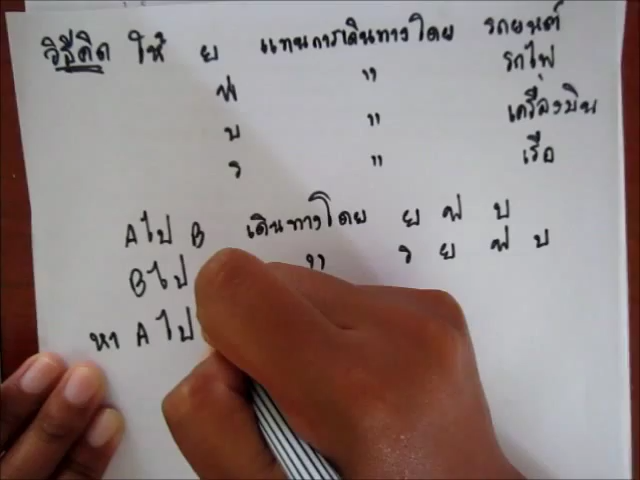 วิธีคิด ให้ ย แทนการเดินทางโดย รถยนต์
ฟ " รถไฟ
บ " เครื่องบิน
ร " เรือ
A ไป B เดินทางโดย ย ฟ บ
B ไป " ร ย ฟ บ
หา A ไป